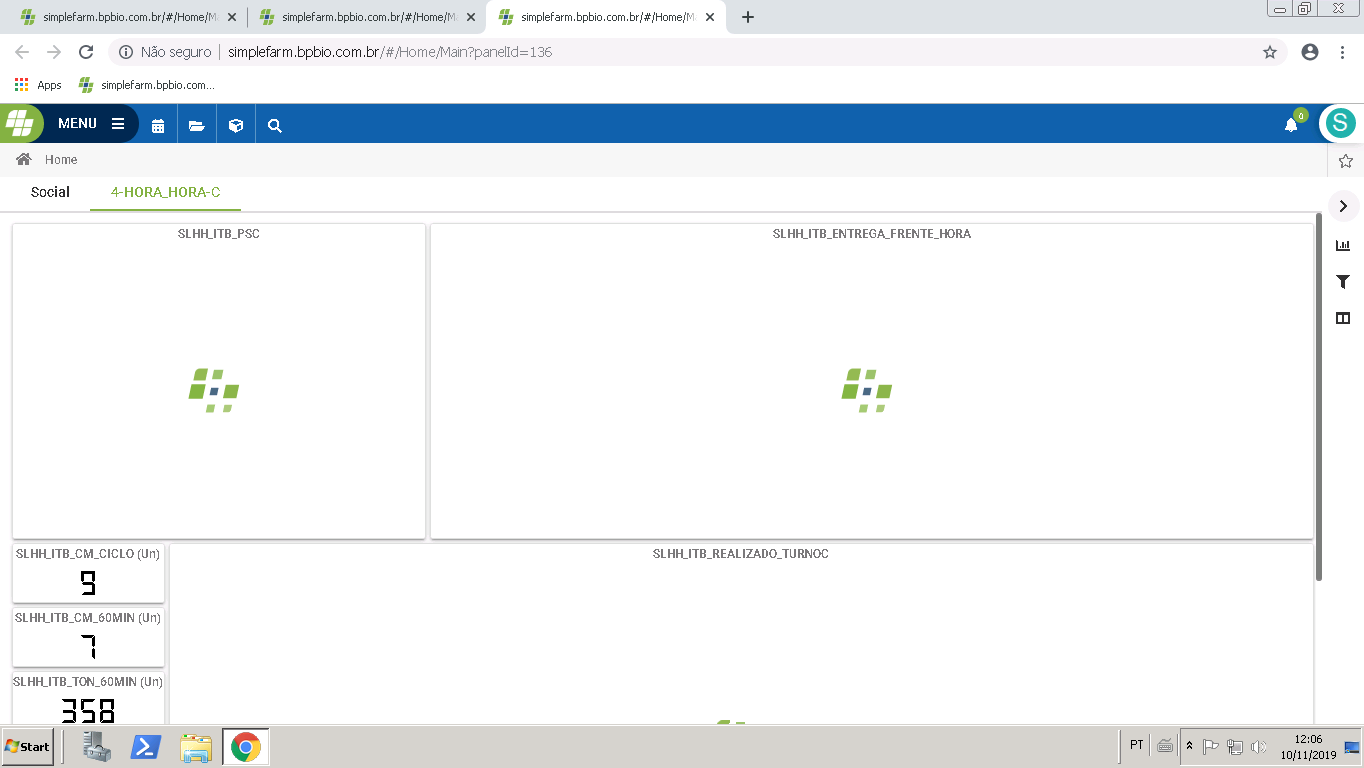 simplefarm.bpbio.com.br/#/Home/M
simplefarm.bpbio.com.br/#/Home/
simplefarm.bpbio.com.br/#/Home/M
Não seguro | simplefarm.bpbio.com.br/#/Home/Main?panelId=136
Apps
simplefarm.bpbio.com...
MENU
0
S
Home
Social
4-HORA_HORA-C
SLHH_ITB_PSC
SLHH_ITB_ENTREGA_FRENTE_HORA
SLHH_ITB_CM_CICLO (Un)
9
SLHH_ITB_REALIZADO_TURNOC
SLHH_ITB_CM_60MIN (Un)
7
SLHH_ITB_TON_60MIN (Un)
358
Start
PT
12:06
10/11/2019